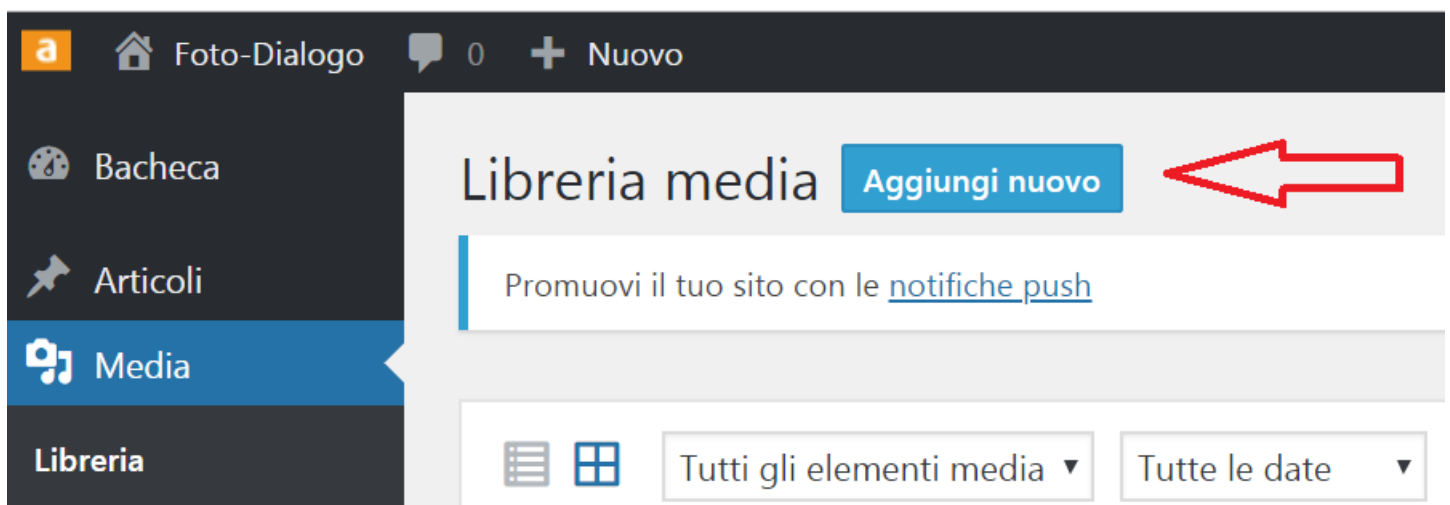 a Foto-Dialogo 0 Nuovo
Bacheca
Libreria media Aggiungi nuovo
Articoli
Promuovi il tuo sito con le notifiche push
Media
Libreria
Tutti gli elementi media Tutte le date